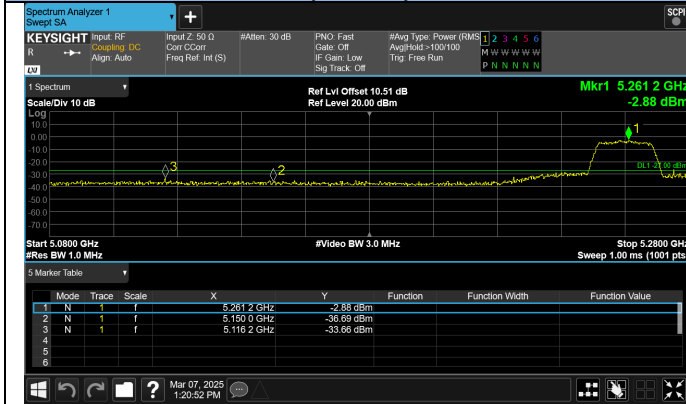 Spectrum Analyzer 1
Swept SA
SCPI
KEYSIGHT
R
LXI
Input: RF
Coupling: DC
Align: Auto
Input Z: 50 Ω
Corr CCorr
Freq Ref: Int (S)
#Atten: 30 dB
PNO: Fast
Gate: Off
IF Gain: Low
Sig Track: Off
#Avg Type: Power (RMS
Avg|Hold:>100/100
Trig: Free Run
1 2 3 4 5 6
M W W W W W
P N N N N N
1 Spectrum
Scale/Div 10 dB
Ref Lvl Offset 10.51 dB
Ref Level 20.00 dBm
Mkr1 5.261 2 GHz
-2.88 dBm
Log
10.0
0.00
-10.0
-20.0
-30.0
-40.0
-50.0
-60.0
-70.0
1
2
3
DL1 -27.00 dBm
Start 5.0800 GHz
#Res BW 1.0 MHz
#Video BW 3.0 MHz
Stop 5.2800 GHz
Sweep 1.00 ms (1001 pts
5 Marker Table
Mode Trace Scale X Y Function Function Width Function Value
1 N 1 f 5.261 2 GHz -2.88 dBm
2 N 1 f 5.150 0 GHz -36.69 dBm
3 N 1 f 5.116 2 GHz -33.66 dBm
4
5
6
?
Mar 07, 2025
1:20:52 PM